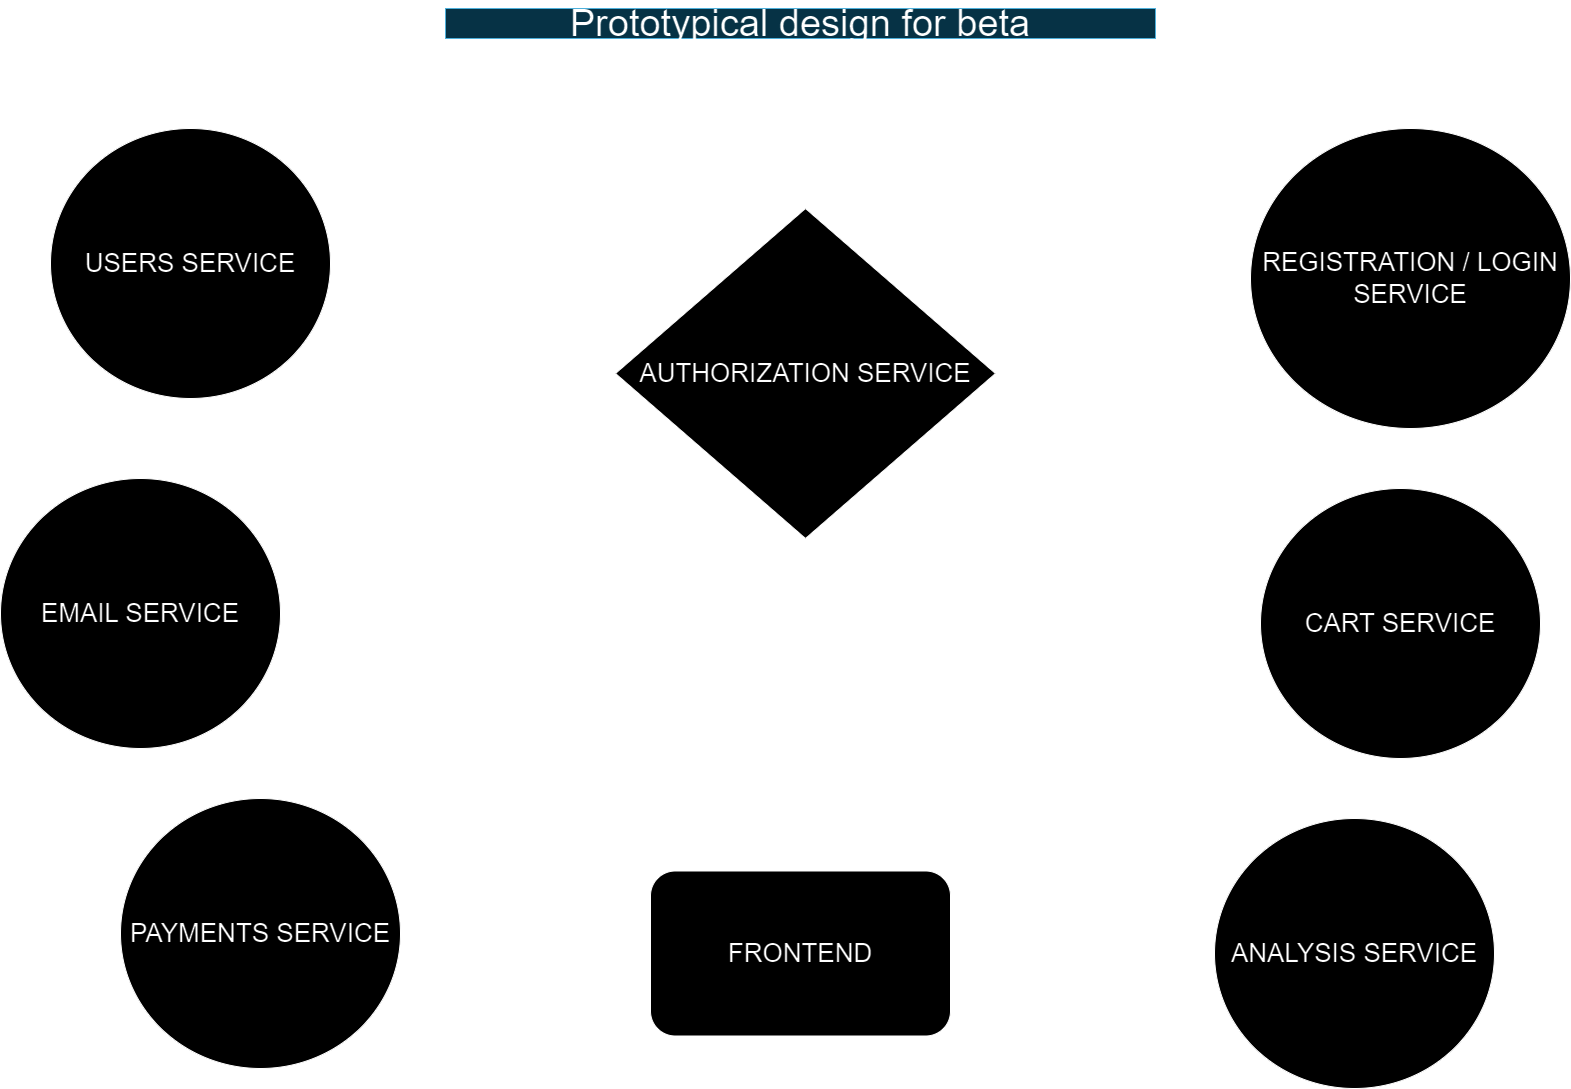 Prototypical design for beta
USERS SERVICE
REGISTRATION / LOGIN
SERVICE
AUTHORIZATION SERVICE
EMAIL SERVICE
CART SERVICE
PAYMENTS SERVICE
FRONTEND
ANALYSIS SERVICE